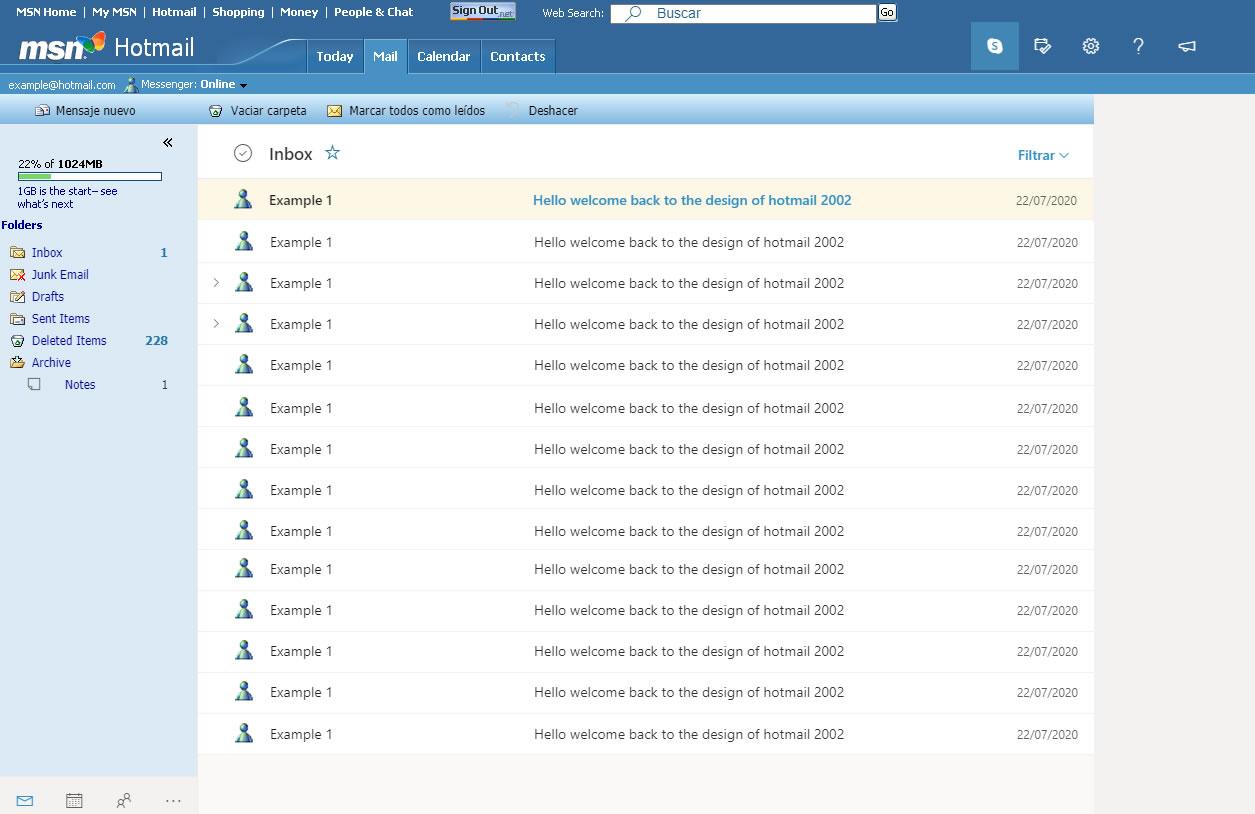 MSN Home | My MSN | Hotmail | Shopping | Money | People & Chat Sign Out .net Web Search: Buscar Go
msn Hotmail Today Mail Calendar Contacts
example@hotmail.com Messenger: Online
Mensaje nuevo Vaciar carpeta Marcar todos como leídos Deshacer
22% of 1024MB
1GB is the start– see
what's next
Folders
Inbox 1
Junk Email
Drafts
Sent Items
Deleted Items 228
Archive
Notes 1
Inbox Filtrar
Example 1 Hello welcome back to the design of hotmail 2002 22/07/2020
Example 1 Hello welcome back to the design of hotmail 2002 22/07/2020
Example 1 Hello welcome back to the design of hotmail 2002 22/07/2020
Example 1 Hello welcome back to the design of hotmail 2002 22/07/2020
Example 1 Hello welcome back to the design of hotmail 2002 22/07/2020
Example 1 Hello welcome back to the design of hotmail 2002 22/07/2020
Example 1 Hello welcome back to the design of hotmail 2002 22/07/2020
Example 1 Hello welcome back to the design of hotmail 2002 22/07/2020
Example 1 Hello welcome back to the design of hotmail 2002 22/07/2020
Example 1 Hello welcome back to the design of hotmail 2002 22/07/2020
Example 1 Hello welcome back to the design of hotmail 2002 22/07/2020
Example 1 Hello welcome back to the design of hotmail 2002 22/07/2020
Example 1 Hello welcome back to the design of hotmail 2002 22/07/2020
Example 1 Hello welcome back to the design of hotmail 2002 22/07/2020